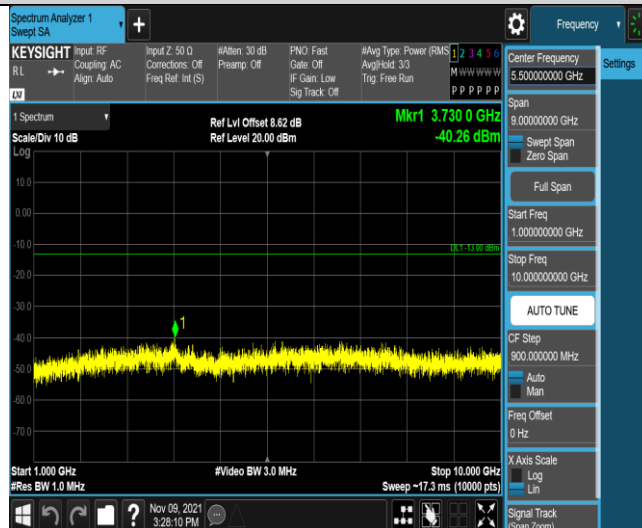 Spectrum Analyzer 1
Swept SA
Frequency
KEYSIGHT
RL
LXI
Input: RF
Coupling: AC
Align: Auto
Input Z: 50 Ω
Corrections: Off
Freq Ref: Int (S)
#Atten: 30 dB
Preamp: Off
PNO: Fast
Gate: Off
IF Gain: Low
Sig Track: Off
#Avg Type: Power (RMS
Avg|Hold: 3/3
Trig: Free Run
1 2 3 4 5 6
M W W W W W
P P P P P P
1 Spectrum
Scale/Div 10 dB
Ref Lvl Offset 8.62 dB
Ref Level 20.00 dBm
Mkr1 3.730 0 GHz
-40.26 dBm
Log
10.0
0.00
-10.0
DL1 -13.00 dBm
-20.0
-30.0
1
-40.0
-50.0
-60.0
-70.0
Start 1.000 GHz
#Res BW 1.0 MHz
#Video BW 3.0 MHz
Stop 10.000 GHz
Sweep ~17.3 ms (10000 pts)
?
Nov 09, 2021
3:28:10 PM
Center Frequency
5.500000000 GHz
Settings
Span
9.00000000 GHz
Swept Span
Zero Span
Full Span
Start Freq
1.000000000 GHz
Stop Freq
10.000000000 GHz
AUTO TUNE
CF Step
900.000000 MHz
Auto
Man
Freq Offset
0 Hz
X Axis Scale
Log
Lin
Signal Track
(Span Zoom)